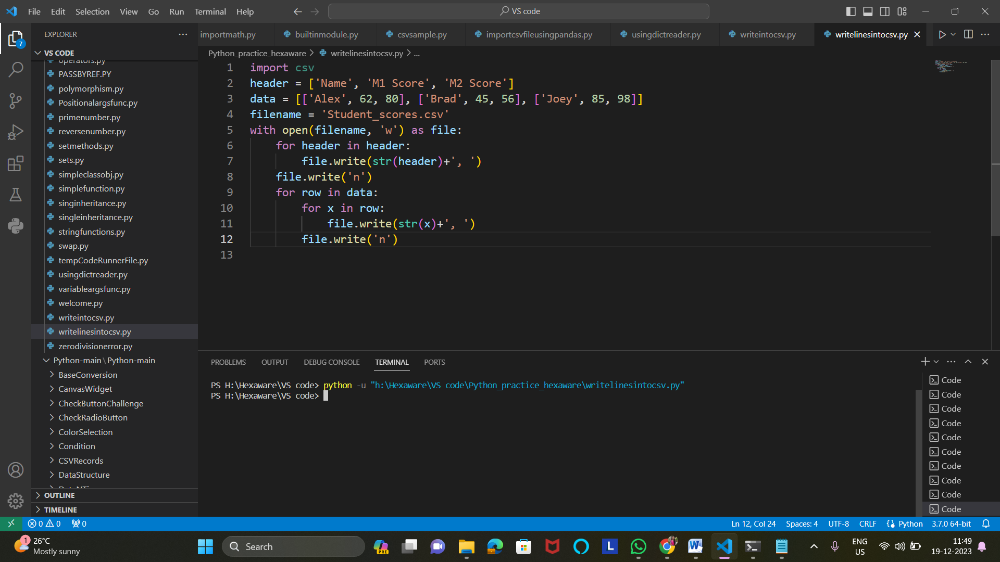 File Edit Selection View Go Run Terminal Help
VS code
EXPLORER
importmath.py builtinmodule.py csvsample.py importcsvfileusingpandas.py usingdictreader.py writeintocsv.py writelinesintocsv.py
7
VS CODE
Python_practice_hexaware > writelinesintocsv.py > ...
operators.py
PASSBYREF.PY
polymorphism.py
Positionalargsfunc.py
primenumber.py
reversenumber.py
setmethods.py
sets.py
simpleclassobj.py
simplefunction.py
singinheritance.py
singleinheritance.py
stringfunctions.py
swap.py
tempCodeRunnerFile.py
usingdictreader.py
variableargsfunc.py
welcome.py
writeintocsv.py
writelinesintocsv.py
zerodivisionerror.py
Python-main\Python-main
BaseConversion
CanvasWidget
CheckButtonChallenge
CheckRadioButton
ColorSelection
Condition
CSVRecords
DataStructure
OUTLINE
TIMELINE
1 import csv
2 header = ['Name', 'M1 Score', 'M2 Score']
3 data = [['Alex', 62, 80], ['Brad', 45, 56], ['Joey', 85, 98]]
4 filename = 'Student_scores.csv'
5 with open(filename, 'w') as file:
6 for header in header:
7 file.write(str(header)+', ')
8 file.write('n')
9 for row in data:
10 for x in row:
11 file.write(str(x)+', ')
12 file.write('n')
13
PROBLEMS OUTPUT DEBUG CONSOLE TERMINAL PORTS
PS H:\Hexaware\VS code> python -u "h:\Hexaware\VS code\Python_practice_hexaware\writelinesintocsv.py"
PS H:\Hexaware\VS code>
Code
Code
Code
Code
Code
Code
Code
Code
Code
Code
0 0 0 Ln 12, Col 24 Spaces: 4 UTF-8 CRLF Python 3.7.0 64-bit
1 26°C
Mostly sunny
Search
PRE
L
W
ENG
US
11:49
19-12-2023